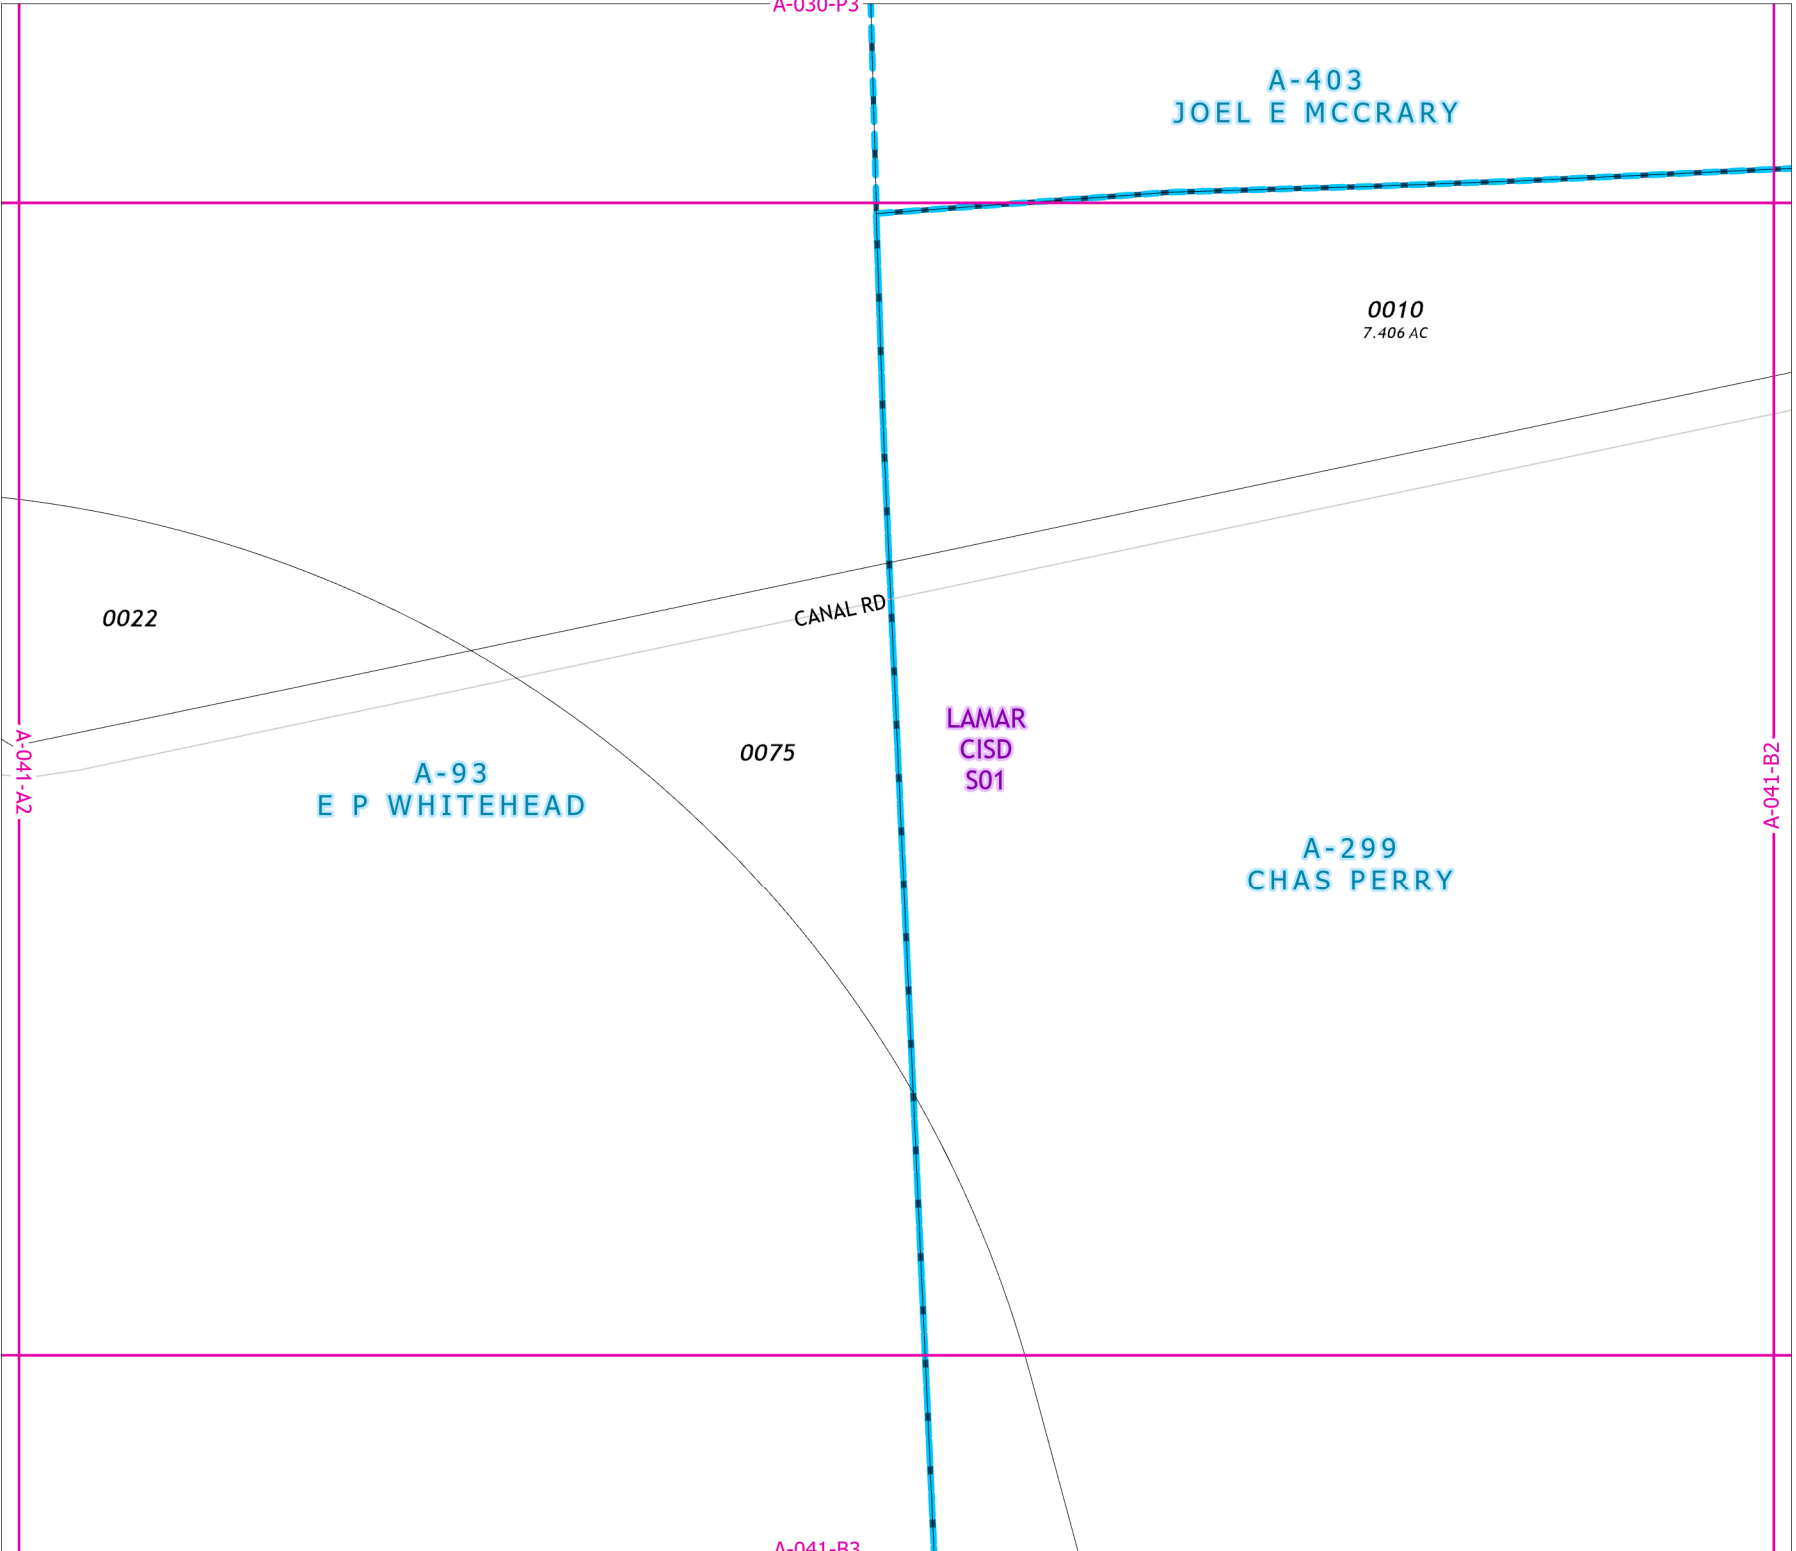 A-030-P3
A-403
JOEL E MCCRARY
0010
7.406 AC
CANAL RD
0022
LAMAR
CISD
S01
0075
A-93
E P WHITEHEAD
A-041-A2
A-041-B2
A-299
CHAS PERRY
A-041-B3